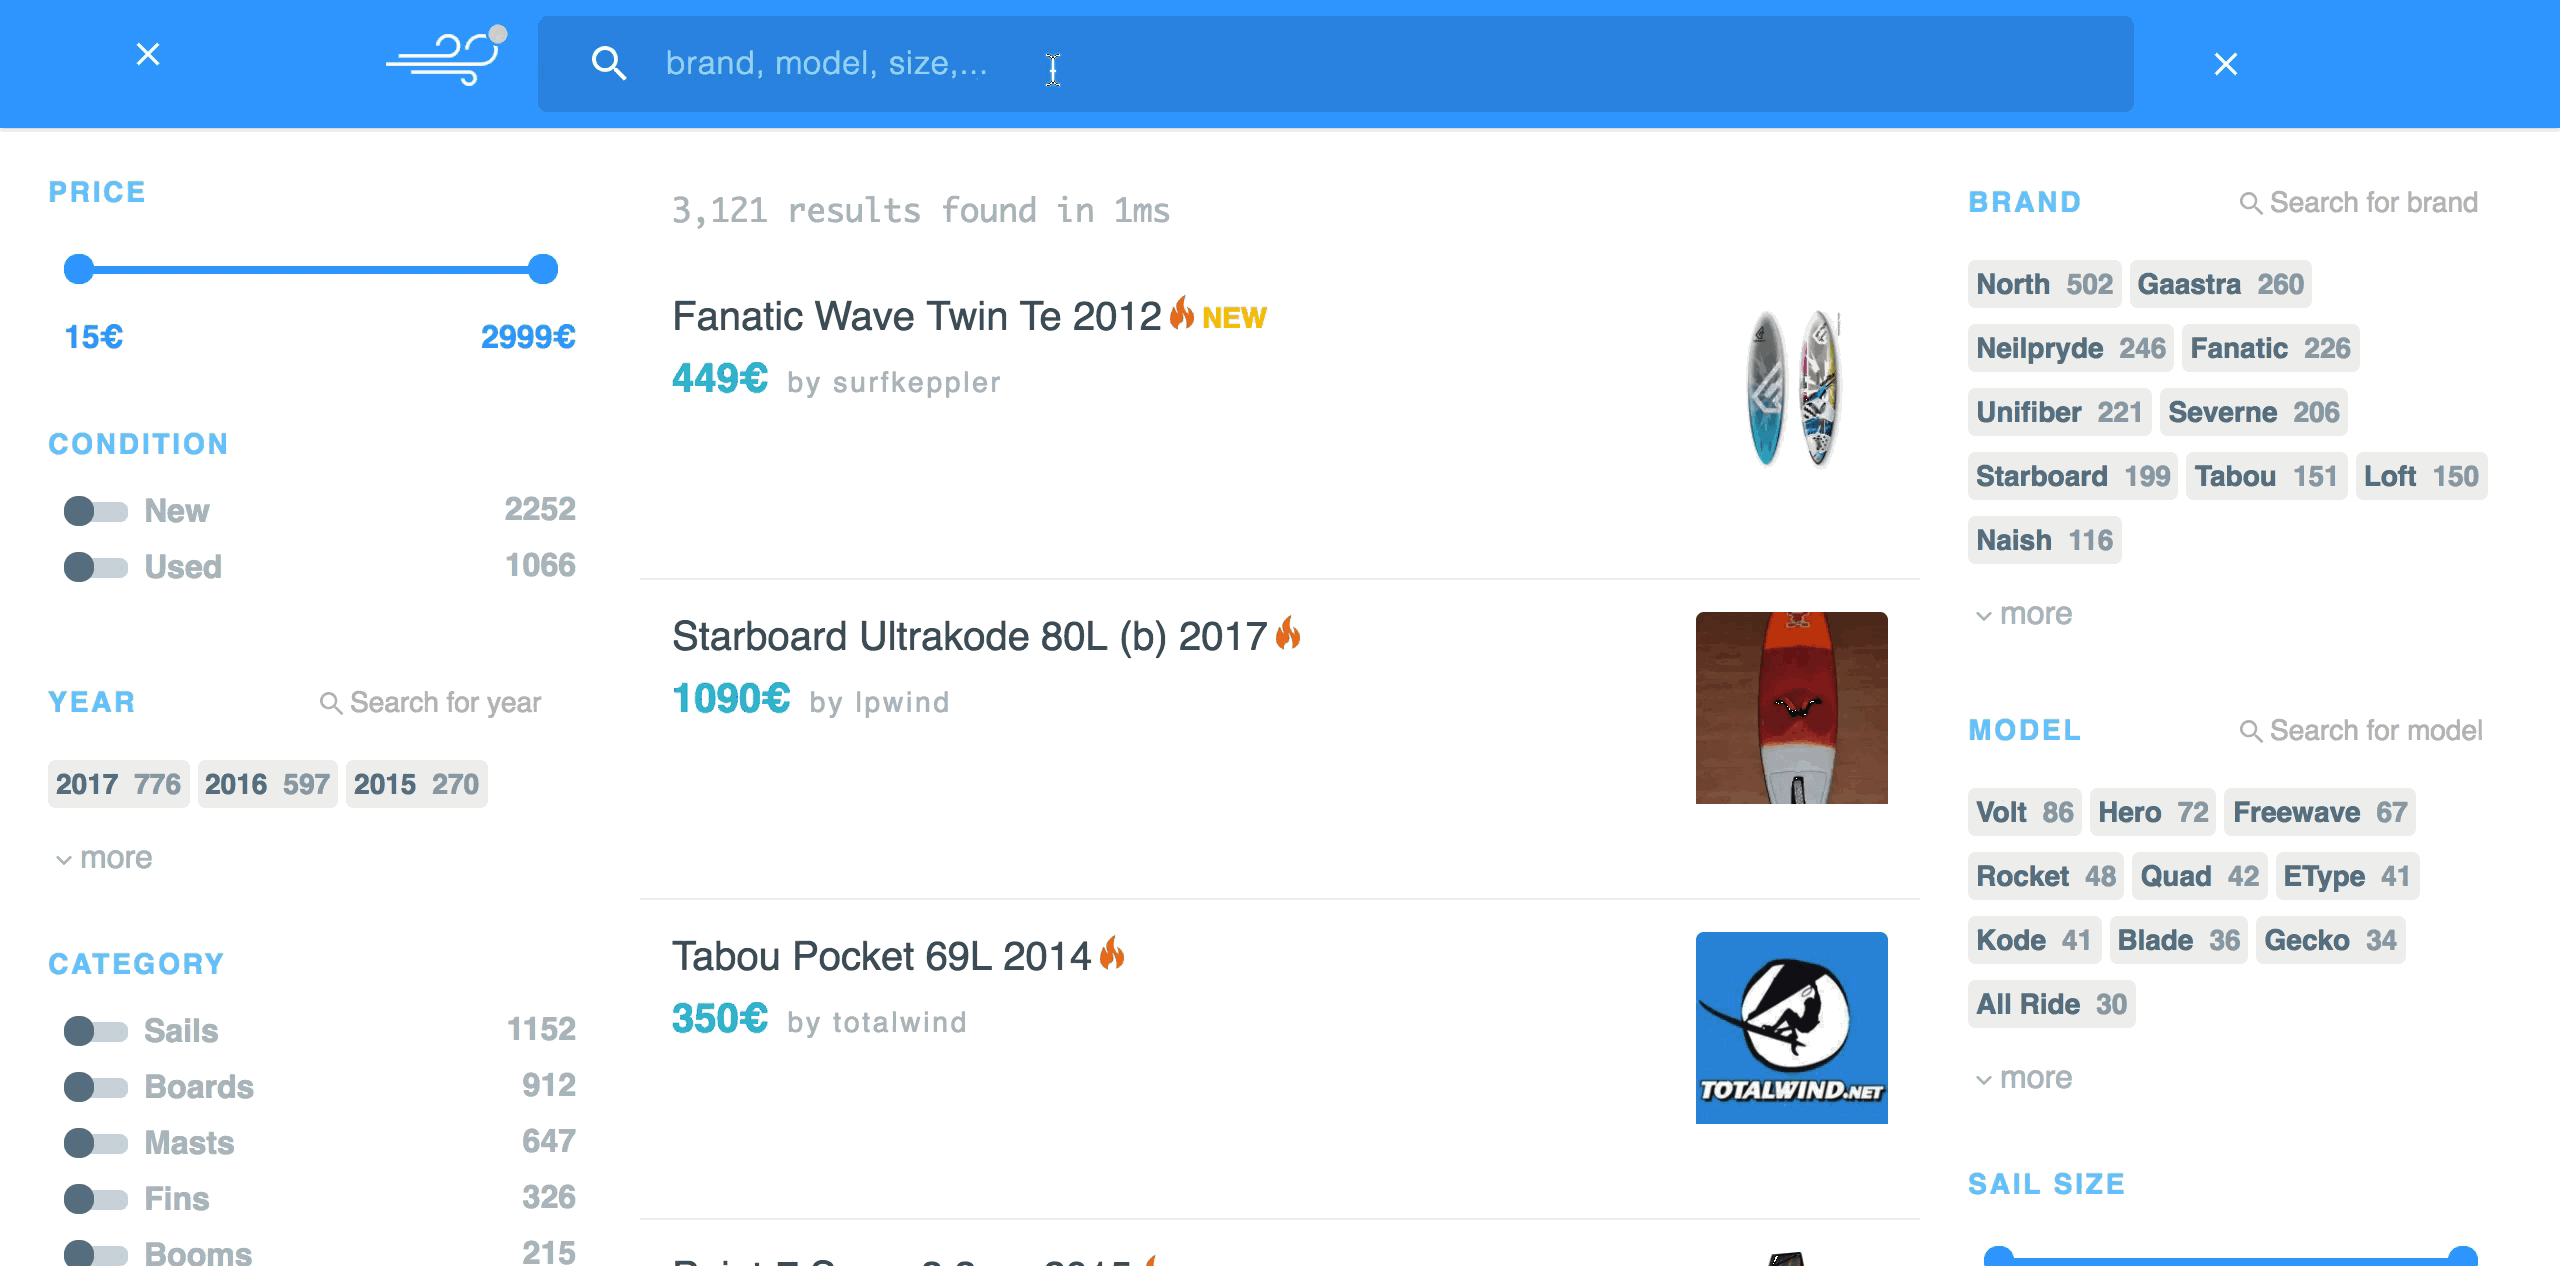 brand, model, size,...
PRICE
15€ 2999€
CONDITION
New 2252
Used 1066
YEAR Search for year
2017 776 2016 597 2015 270
more
CATEGORY
Sails 1152
Boards 912
Masts 647
Fins 326
Booms 215
3,121 results found in 1ms
Fanatic Wave Twin Te 2012 NEW
449€ by surfkeppler
Starboard Ultrakode 80L (b) 2017
1090€ by lpwind
Tabou Pocket 69L 2014
350€ by totalwind
TOTALWIND.NET
2015
BRAND Search for brand
North 502 Gaastra 260
Neilpryde 246 Fanatic 226
Unifiber 221 Severne 206
Starboard 199 Tabou 151 Loft 150
Naish 116
more
MODEL Search for model
Volt 86 Hero 72 Freewave 67
Rocket 48 Quad 42 EType 41
Kode 41 Blade 36 Gecko 34
All Ride 30
more
SAIL SIZE